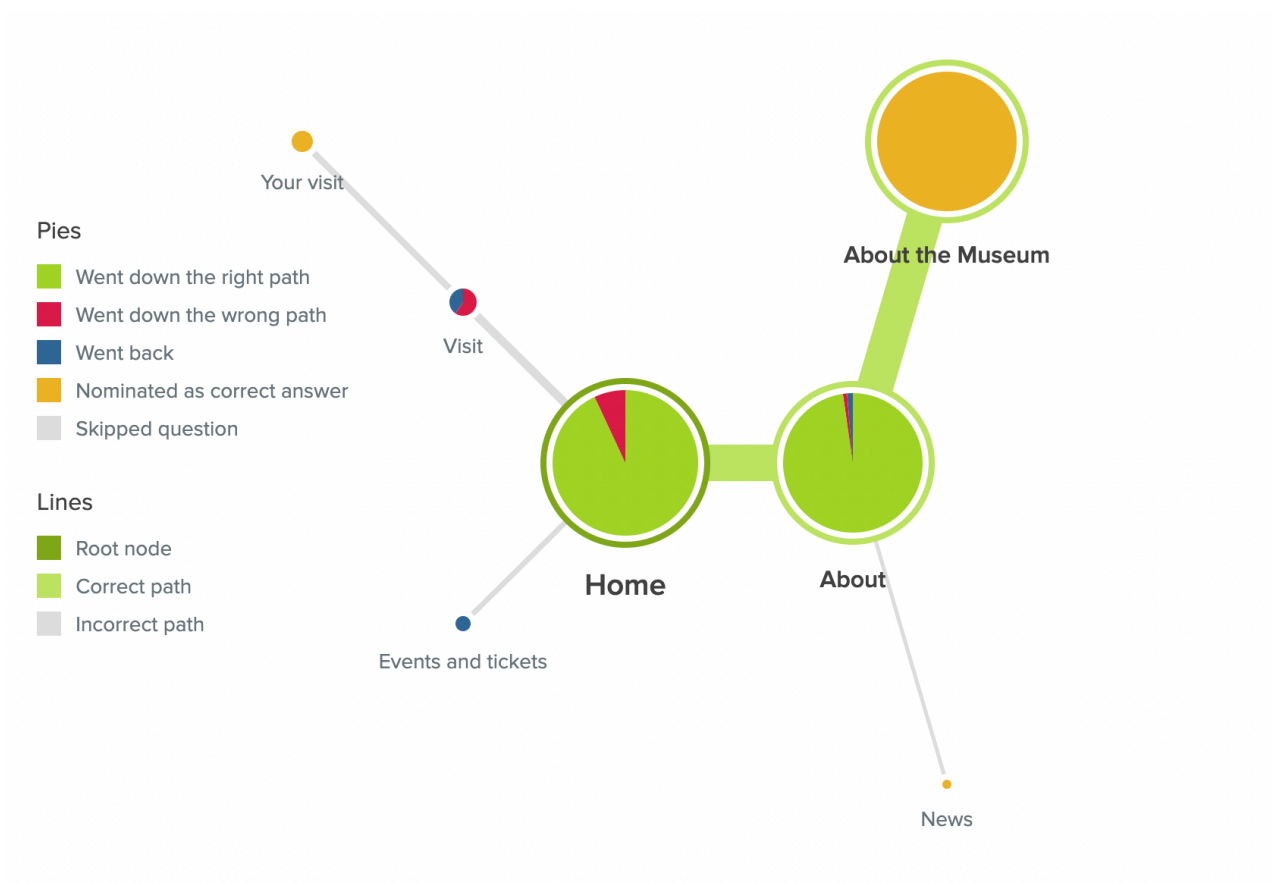 Your visit
Pies
Went down the right path
Went down the wrong path
Went back
Nominated as correct answer
Skipped question
Lines
Root node
Correct path
Incorrect path
Visit
Home
Events and tickets
About the Museum
About
News